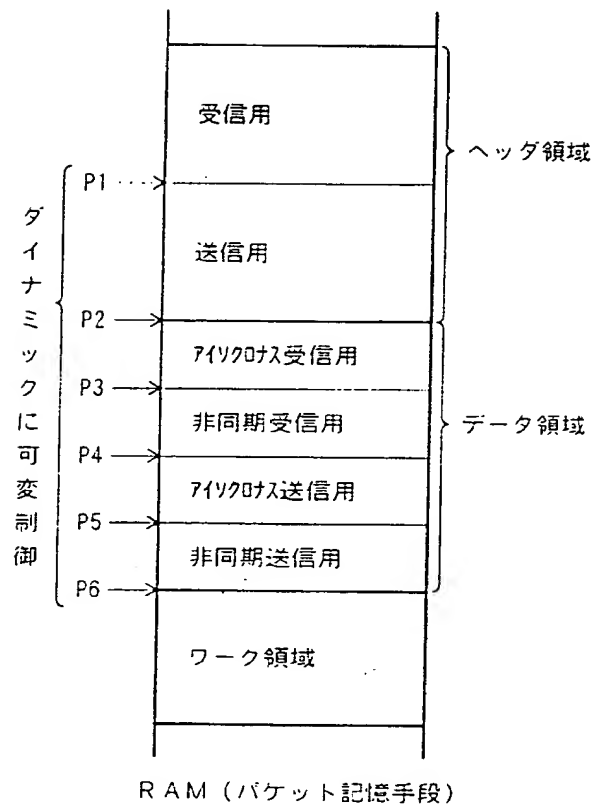 受信用
ヘッダ領域
P1
送信用
P2
アイソクロナス受信用
P3
非同期受信用
データ領域
P4
アイソクロナス送信用
P5
非同期送信用
P6
ワーク領域
ダイナミックに可変制御
RAM(パケット記憶手段)